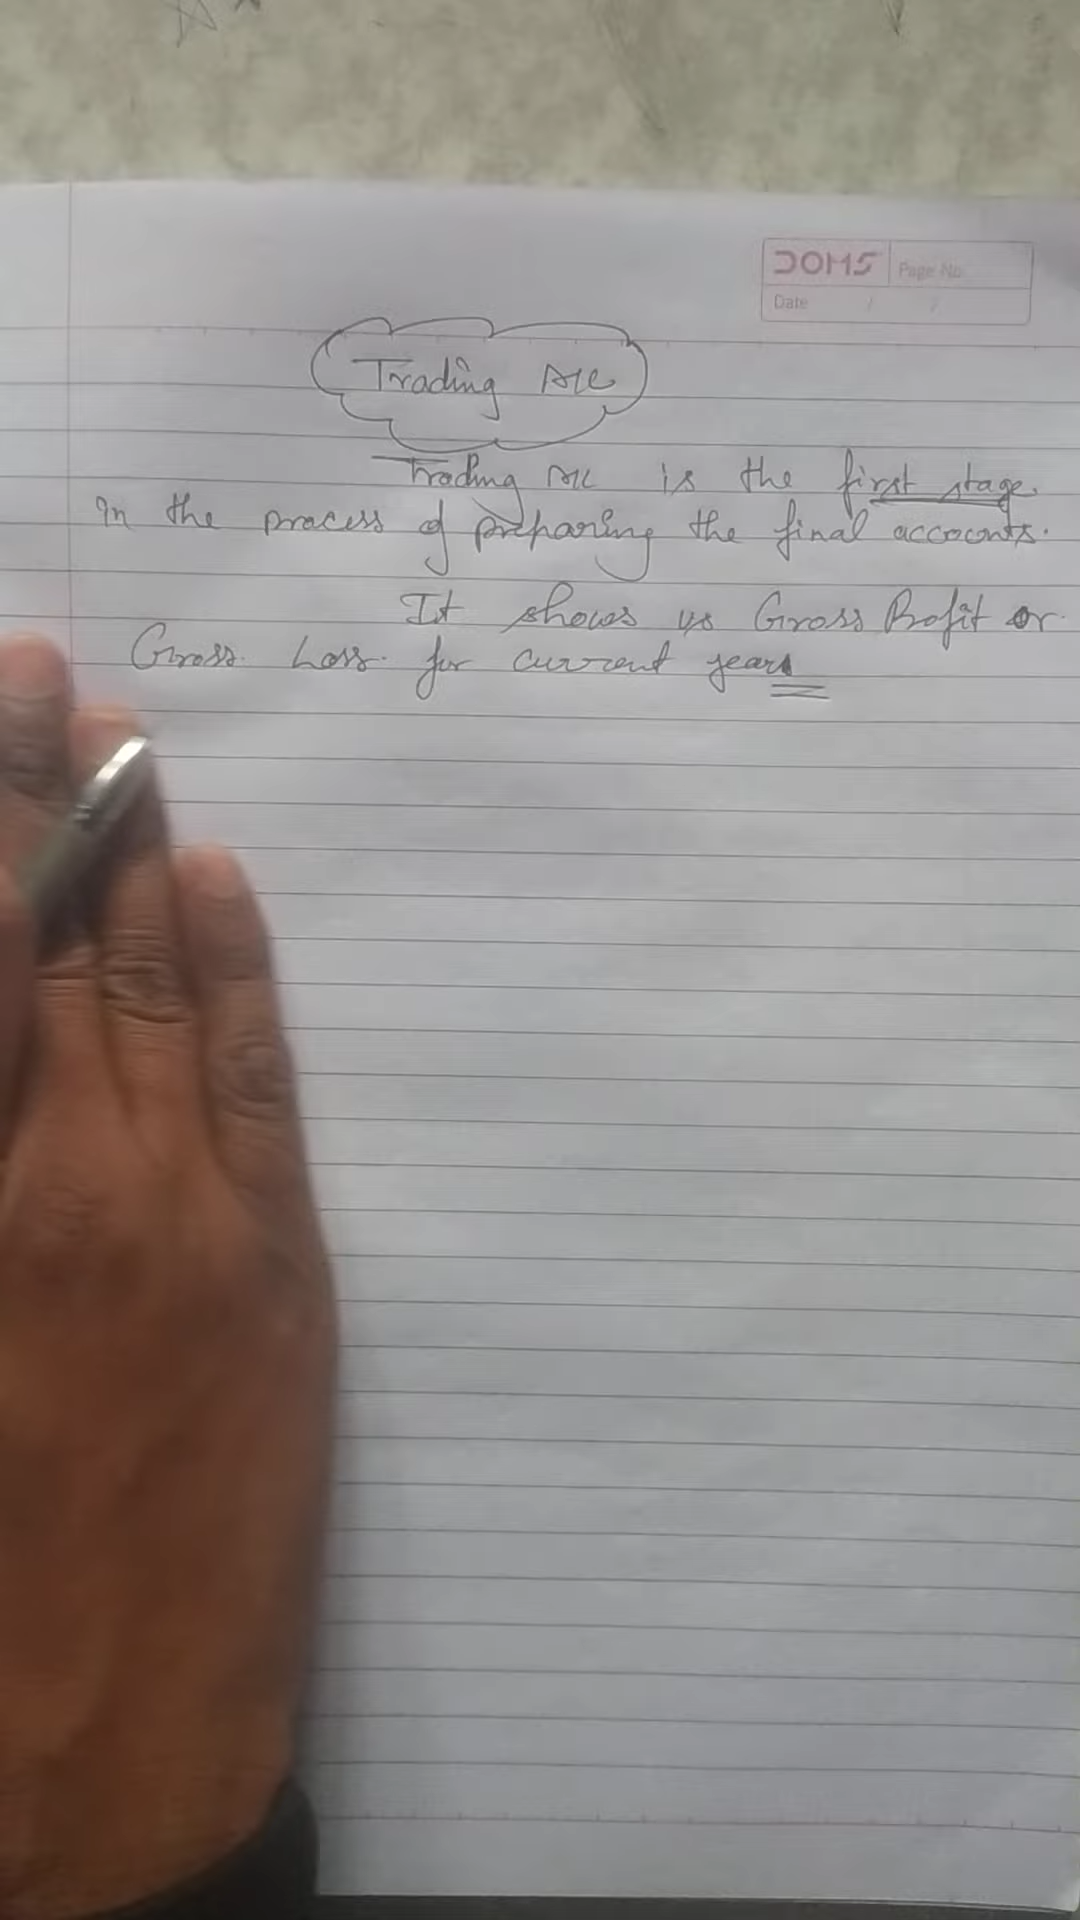 DOMS
Page No.
Date / /
Trading A/c
Trading A/c is the first stage.
in the process of preparing the final accounts.
It shows us Gross Profit or
Gross Loss for current years